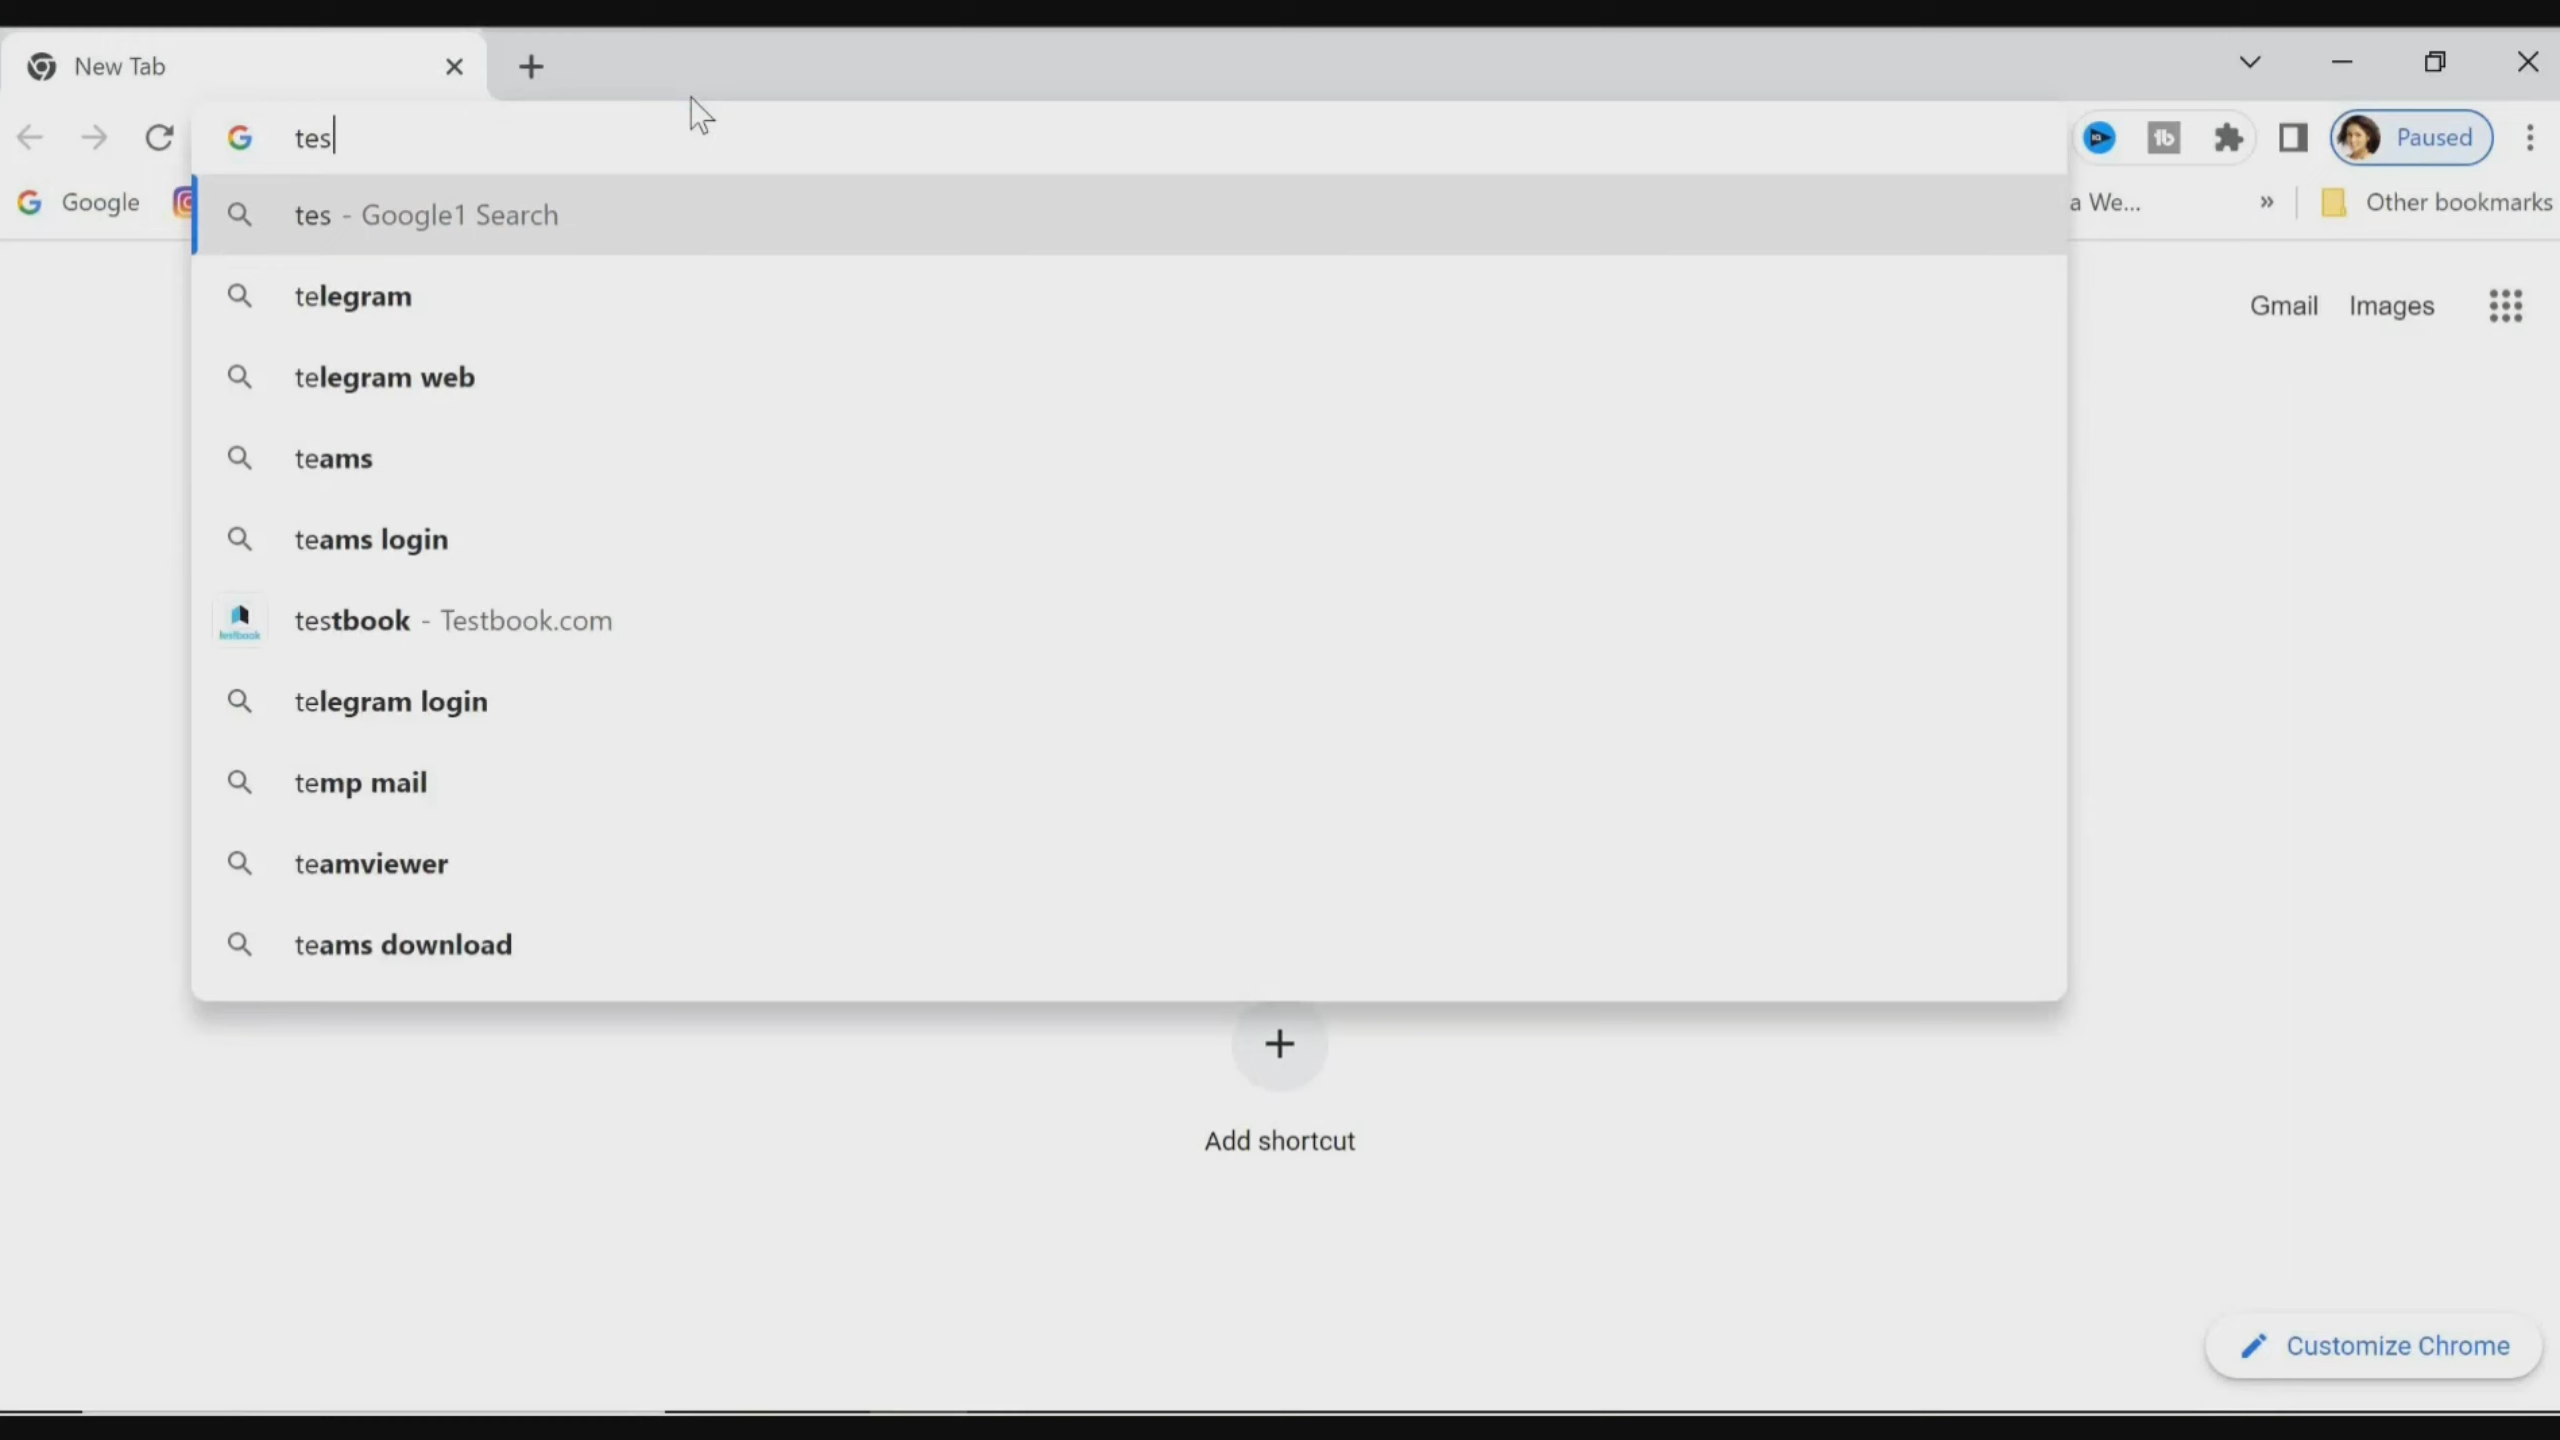 New Tab
tes
Paused
Google
tes - Google1 Search
a We...
»
Other bookmarks
telegram
Gmail
Images
telegram web
teams
teams login
testbook
testbook - Testbook.com
telegram login
temp mail
teamviewer
teams download
Add shortcut
Customize Chrome